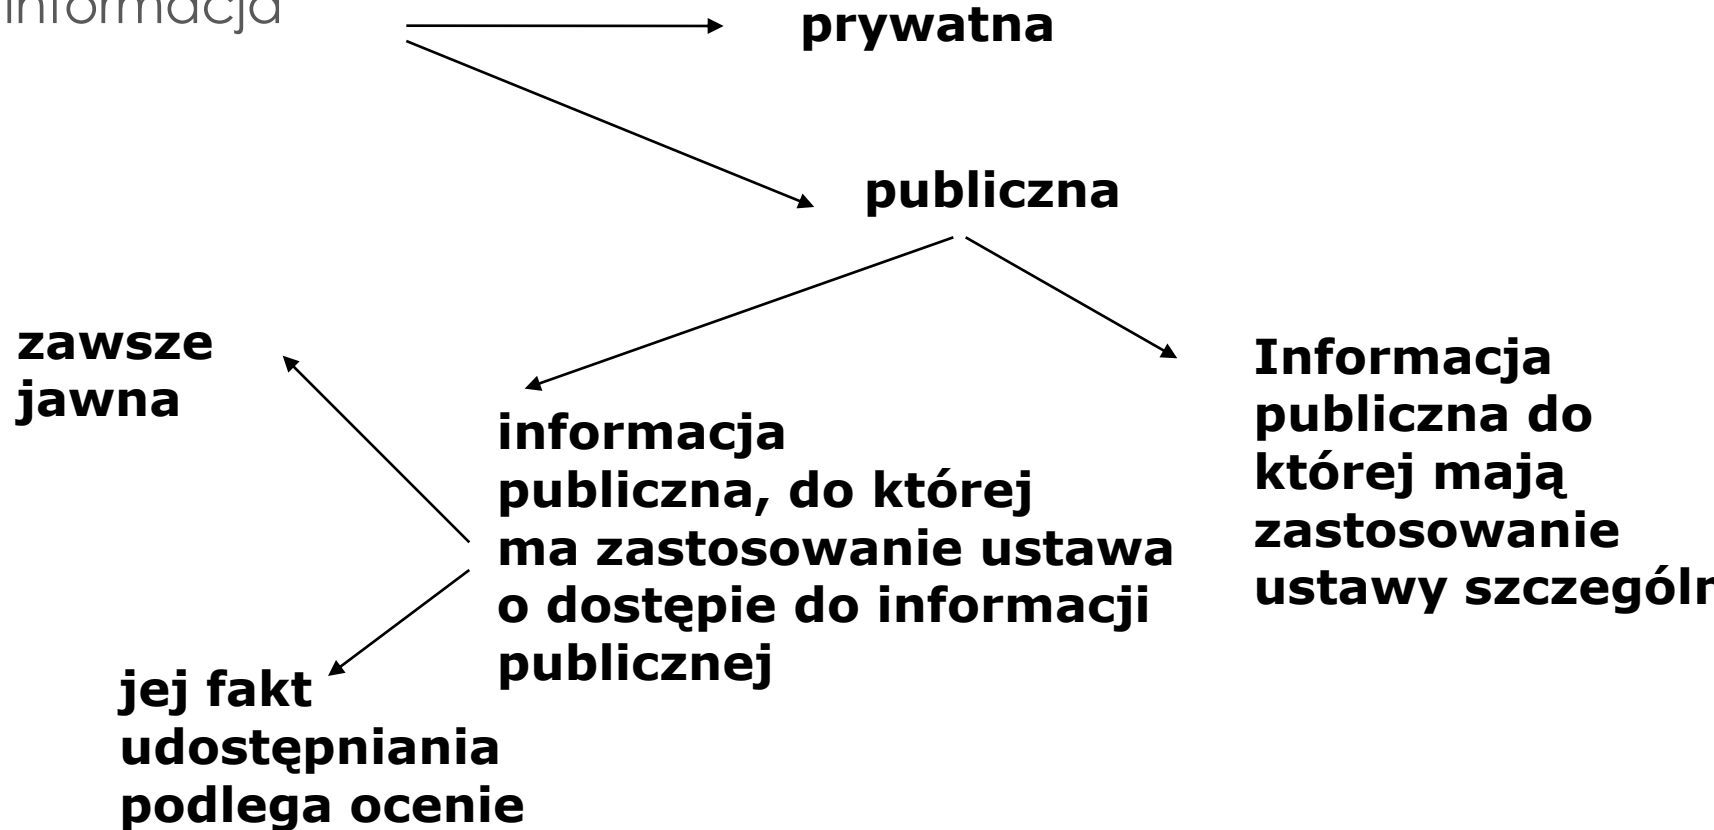 informacja
prywatna
publiczna
zawsze
jawna
informacja
publiczna, do której
ma zastosowanie ustawa
o dostępie do informacji
publicznej
Informacja
publiczna do
której mają
zastosowanie
ustawy
jej fakt
udostępniania
podlega ocenie